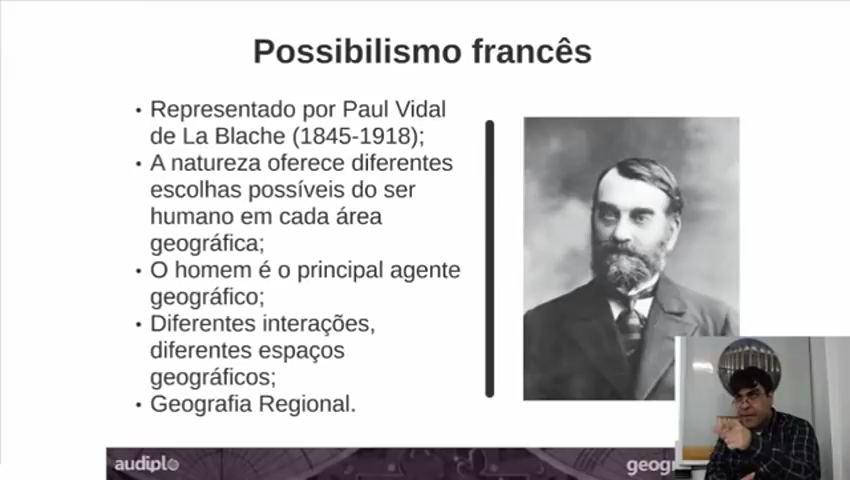 Possibilismo francês
• Representado por Paul Vidal
de La Blache (1845-1918);
• A natureza oferece diferentes
escolhas possíveis do ser
humano em cada área
geográfica;
• O homem é o principal agente
geográfico;
• Diferentes interações,
diferentes espaços
geográficos;
• Geografia Regional.
audiplo
geogr